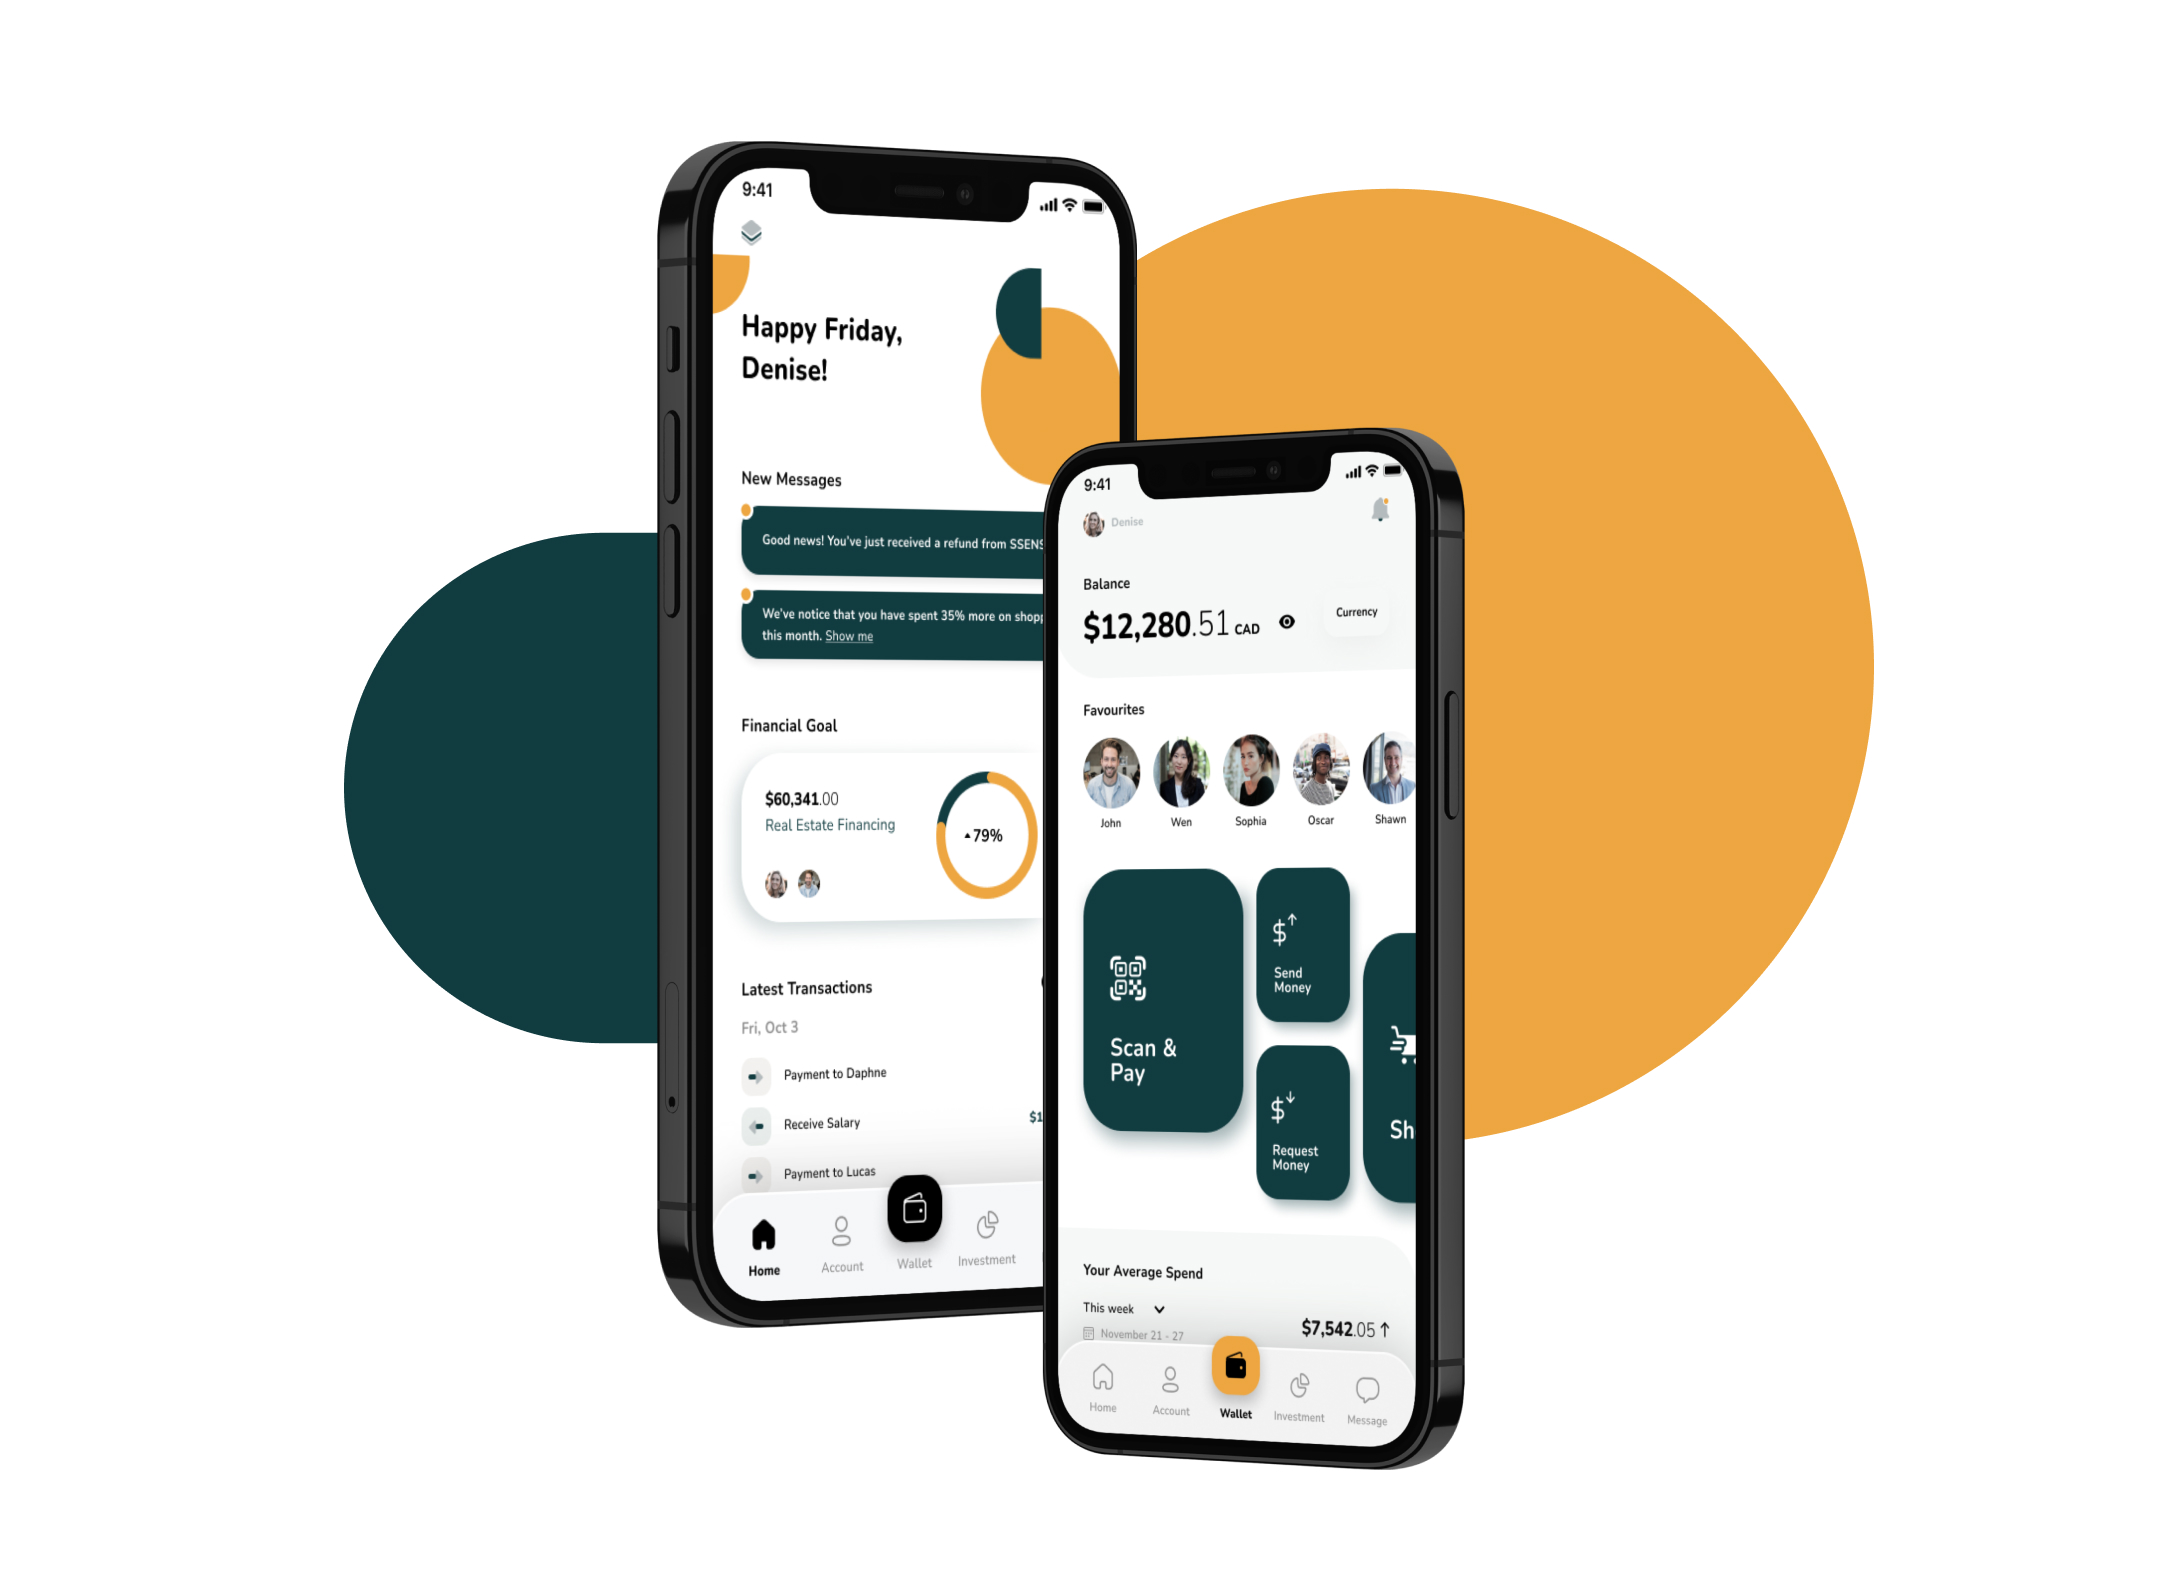 9:41
Happy Friday,
Denise!
New Messages
Good news! You've just received a refund from SSENS
We've notice that you have spent 35% more on shopp
this month. Show me
Financial Goal
$60,341.00
Real Estate Financing
79%
Latest Transactions
Fri, Oct 3
Payment to Daphne
Receive Salary
$1
Payment to Lucas
Home
Account
Wallet
Investment
9:41
Denise
Balance
$12,280.51 CAD
Currency
Favourites
John
Wen
Sophia
Oscar
Shawn
Scan &
Pay
Send
Money
Request
Money
Sh
Your Average Spend
This week
$7,542.05
November 21 - 27
Home
Account
Wallet
Investment
Message